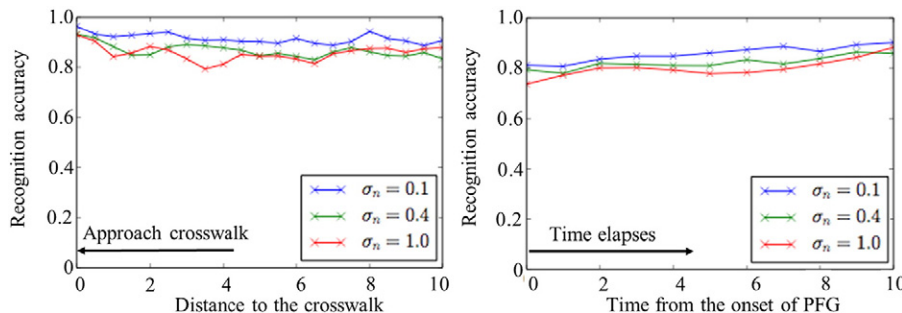 Recognition accuracy
1.0
0.8
0.6
0.4
0.2
0
σn = 0.1
σn = 0.4
σn = 1.0
Approach crosswalk
0 2 4 6 8 10
Distance to the crosswalk
Recognition accuracy
1.0
0.8
0.6
0.4
0.2
0
σn = 0.1
σn = 0.4
σn = 1.0
Time elapses
0 2 4 6 8 10
Time from the onset of PFG